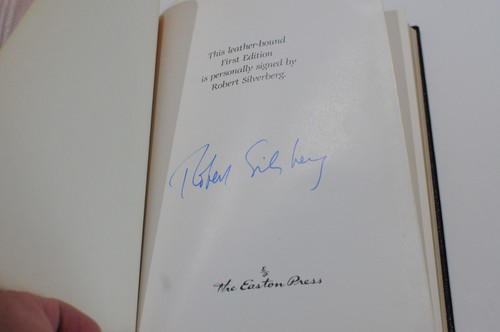 This leather-bound
First Edition
is personally signed by
Robert Silverberg.
Robert Silverberg
The Easton Press